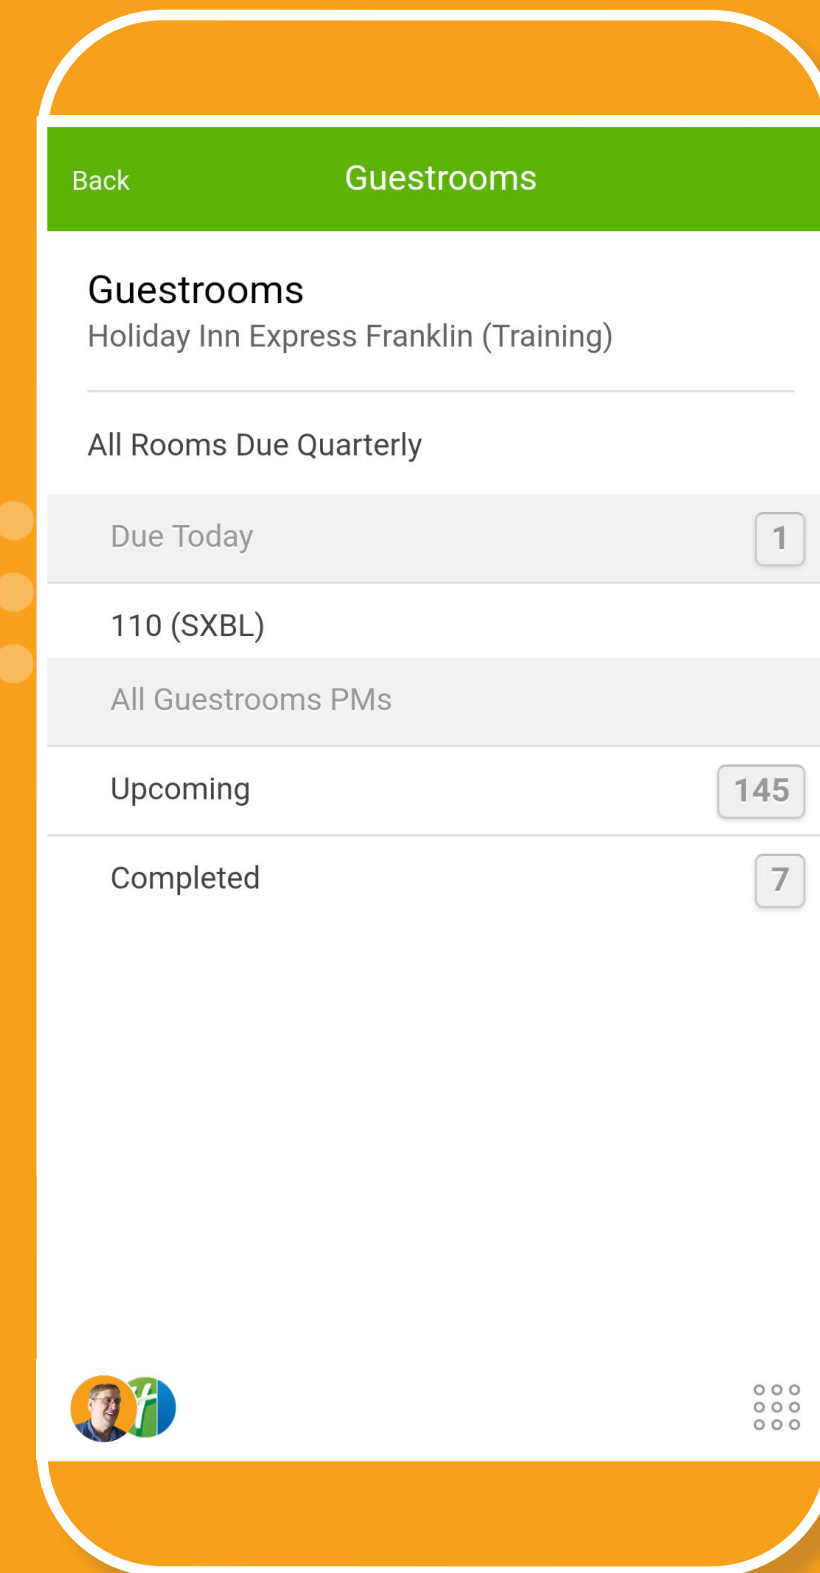 Back
Guestrooms
Guestrooms
Holiday Inn Express Franklin (Training)
All Rooms Due Quarterly
Due Today
1
110 (SXBL)
All Guestrooms PMs
Upcoming
145
Completed
7
H